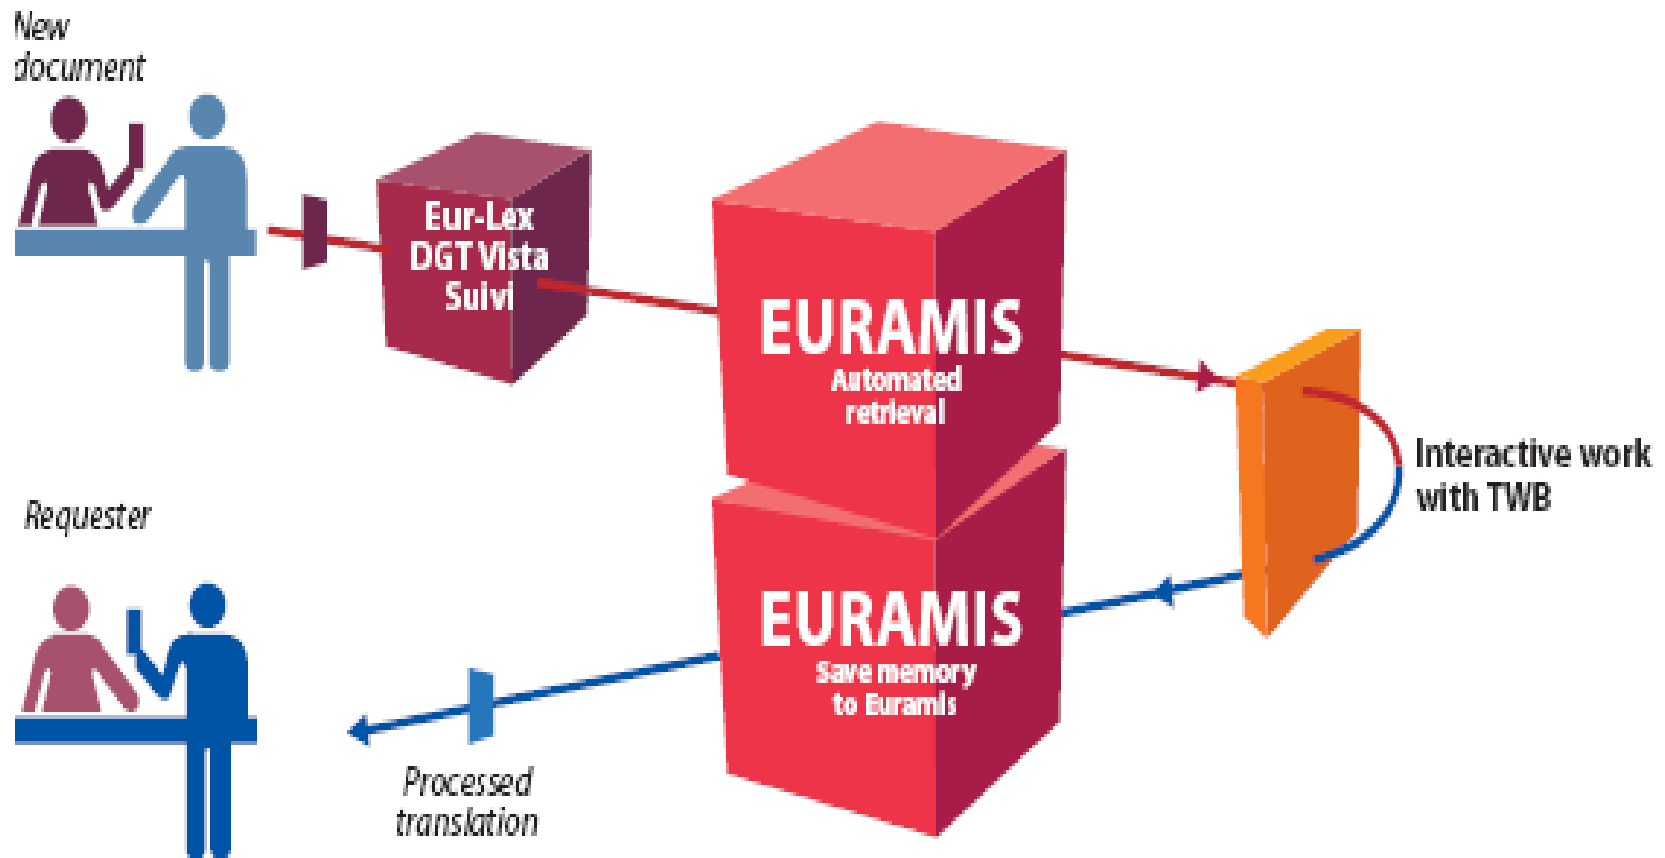 New
document
Eur-Lex
DGT Vista
Suivi
EURAMIS
Automated
retrieval
Interactive work
with TWB
Requester
EURAMIS
Save memory
to Euramis
Processed
translation